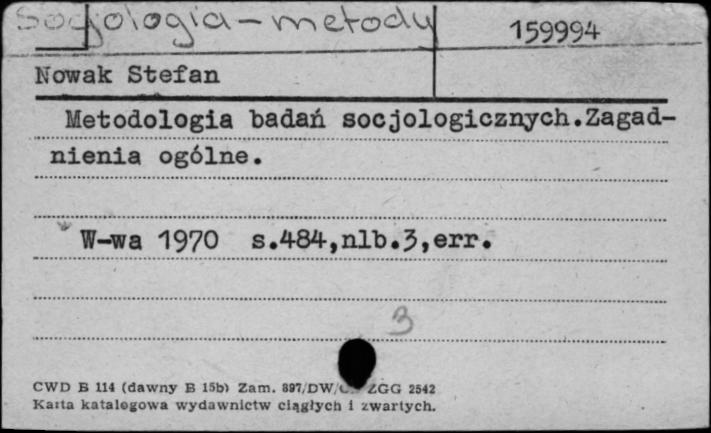 Socjologia - metody
159994
Nowak Stefan
Metodologia badań socjologicznych.Zagad-
nienia ogólne.
W-wa 1970 s.484,nlb.3,err.
3
CWD B 114 (dawny B 15b) Zam. 897/DW/ ZGG 2542
Karta katalogowa wydawnictw ciągłych i zwartych.